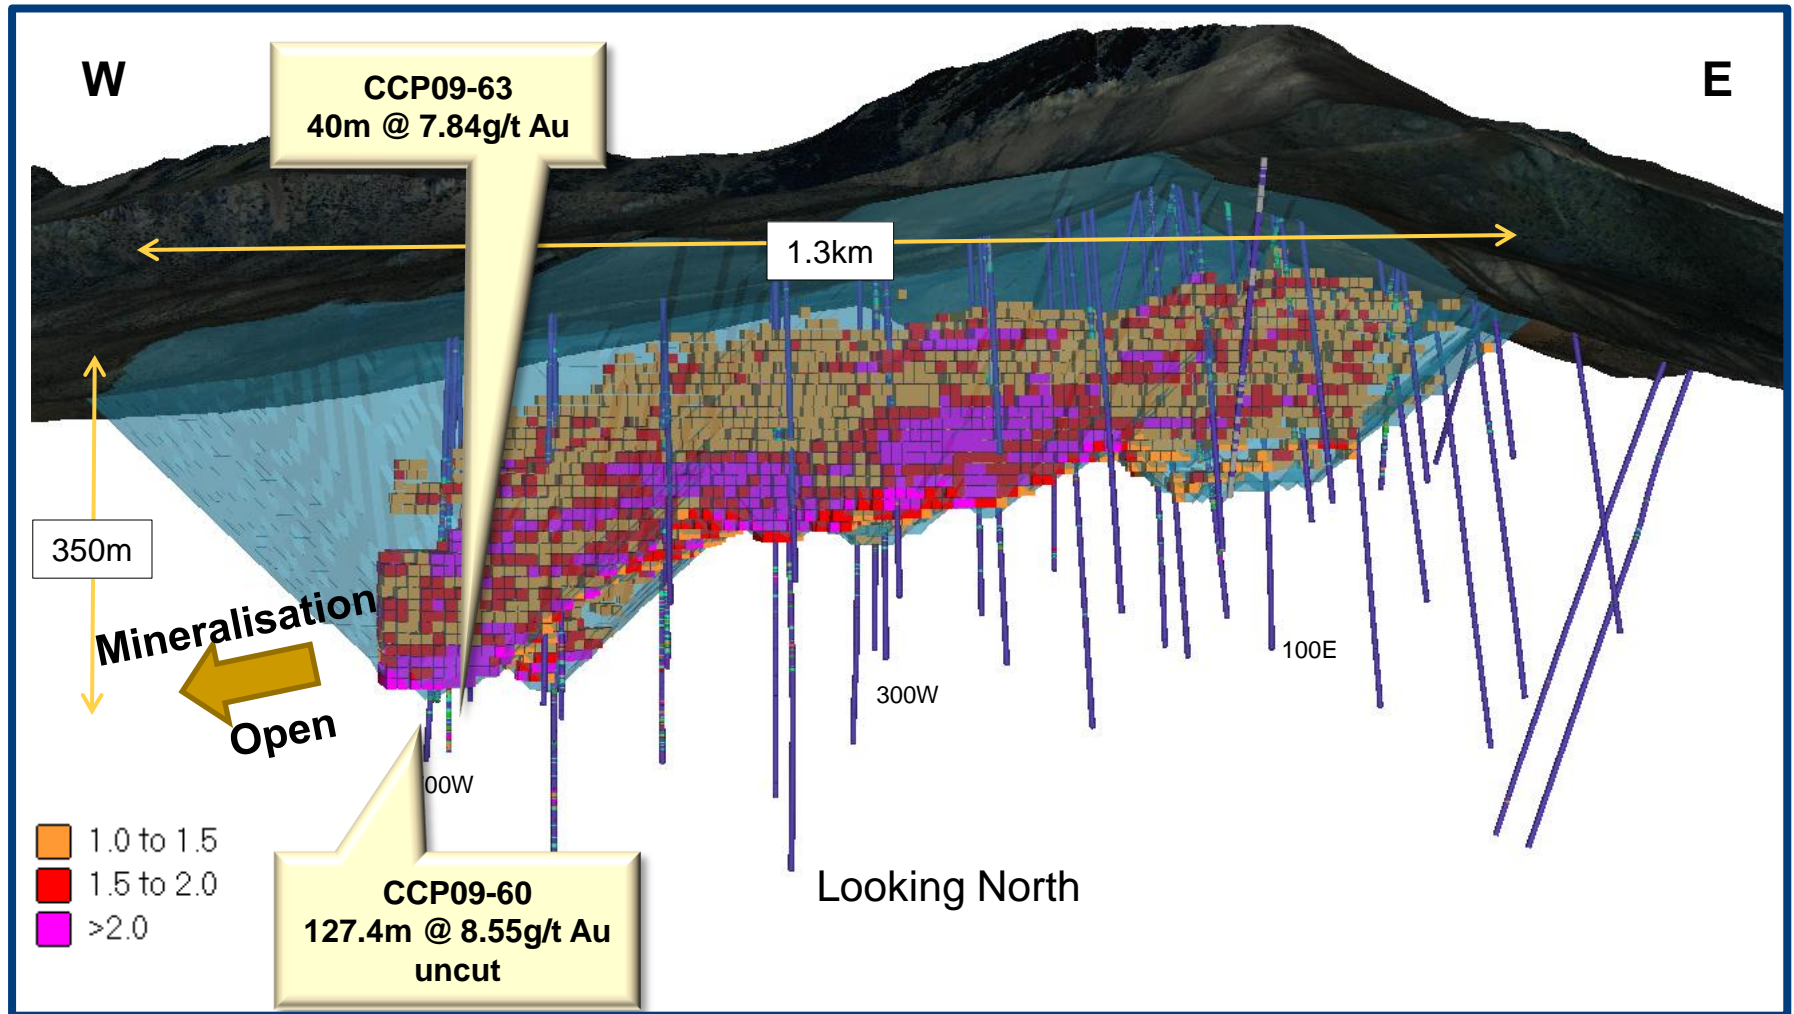 W
E
CCP09-63
40m @ 7.84g/t Au
1.3km
350m
Mineralisation
Open
100E
300W
00W
1.0 to 1.5
1.5 to 2.0
>2.0
Looking North
CCP09-60
127.4m @ 8.55g/t Au
uncut